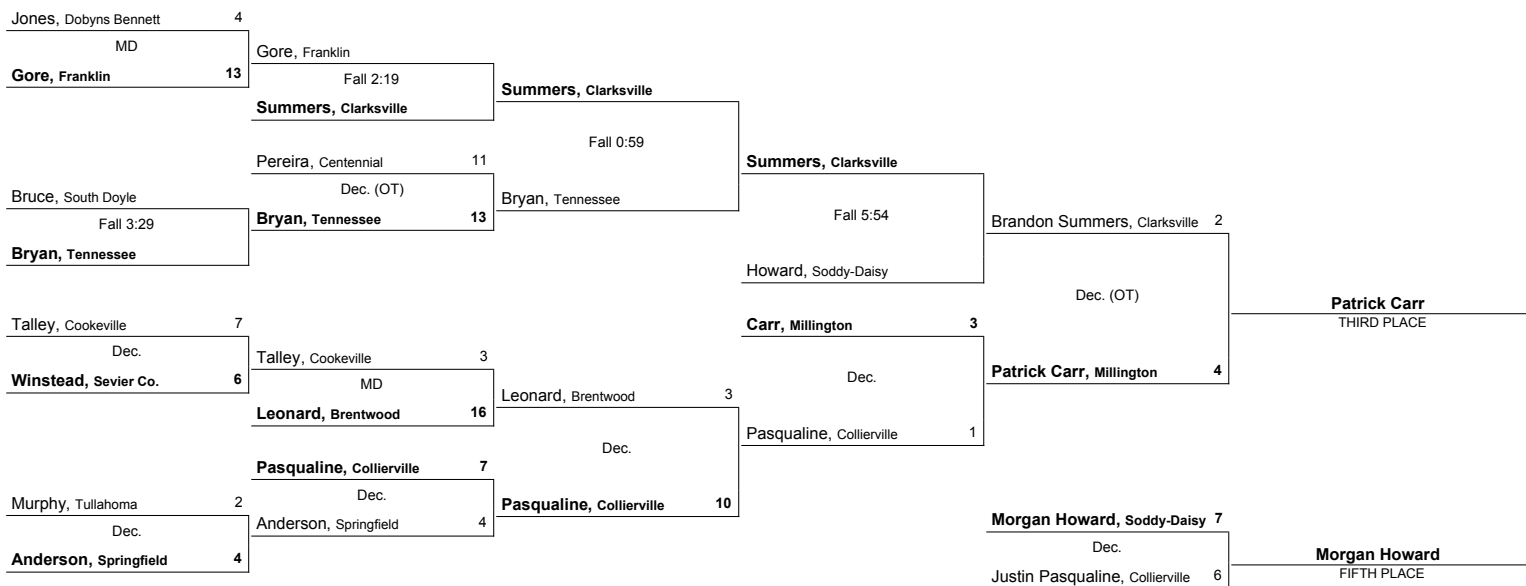 Jones, Dobyns Bennett 4
MD
Gore, Franklin 13
Bruce, South Doyle
Fall 3:29
Bryan, Tennessee
Talley, Cookeville 7
Dec.
Winstead, Sevier Co. 6
Murphy, Tullahoma 2
Dec.
Anderson, Springfield 4
Gore, Franklin
Fall 2:19
Summers, Clarksville
Pereira, Centennial 11
Dec. (OT)
Bryan, Tennessee 13
Talley, Cookeville 3
MD
Leonard, Brentwood 16
Pasqualine, Collierville 7
Dec.
Anderson, Springfield 4
Summers, Clarksville
Fall 0:59
Bryan, Tennessee
Leonard, Brentwood 3
Dec.
Pasqualine, Collierville 10
Summers, Clarksville
Fall 5:54
Howard, Soddy-Daisy
Carr, Millington 3
Dec.
Pasqualine, Collierville 1
Brandon Summers, Clarksville 2
Dec. (OT)
Patrick Carr, Millington 4
Patrick Carr
THIRD PLACE
Morgan Howard, Soddy-Daisy 7
Dec.
Justin Pasqualine, Collierville 6
Morgan Howard
FIFTH PLACE